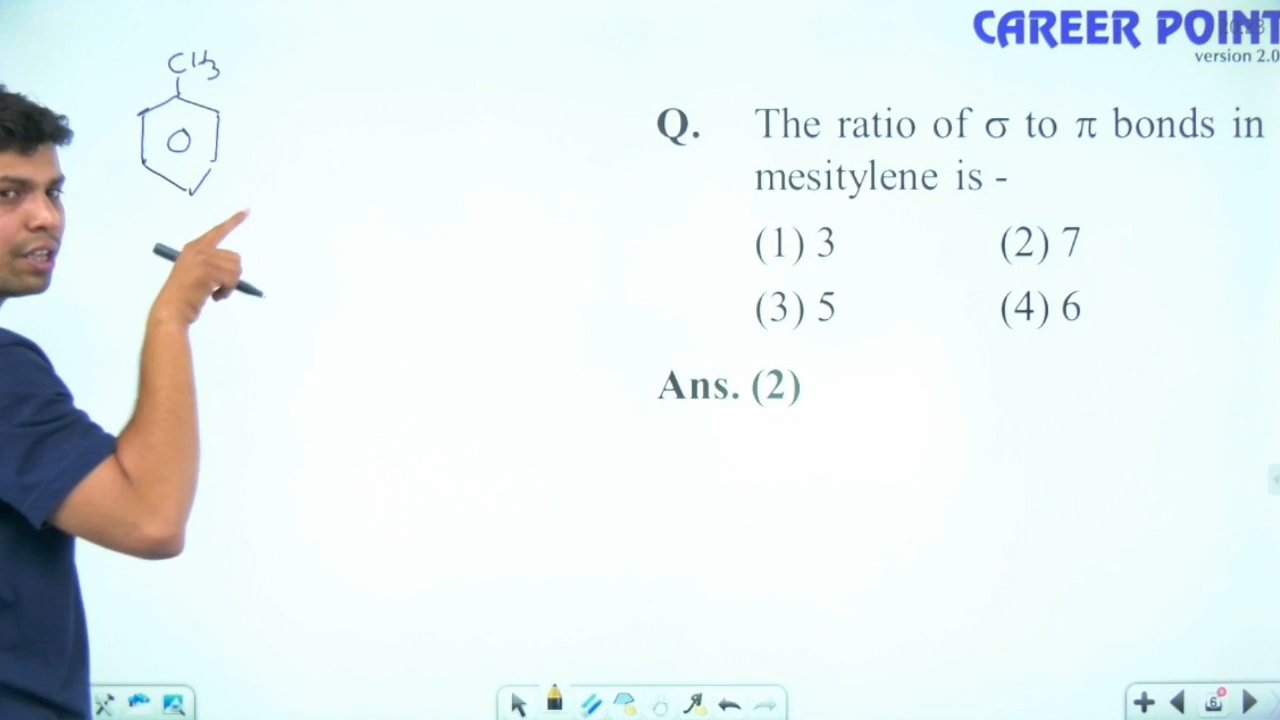 CAREER POINT
version 2.0
CH3
Q. The ratio of σ to π bonds in
mesitylene is -
(1) 3 (2) 7
(3) 5 (4) 6
Ans. (2)
6